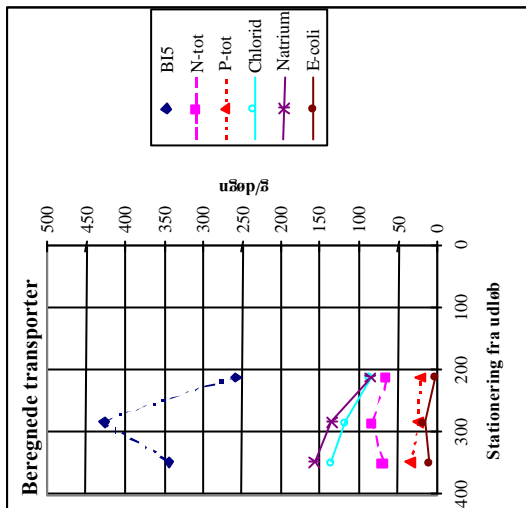 Beregnede transporter
500
450
400
350
300
250
200
150
100
50
0
g/døgn
400
300
200
100
0
Stationering fra udløb
BI5
N-tot
P-tot
Chlorid
Natrium
E-coli